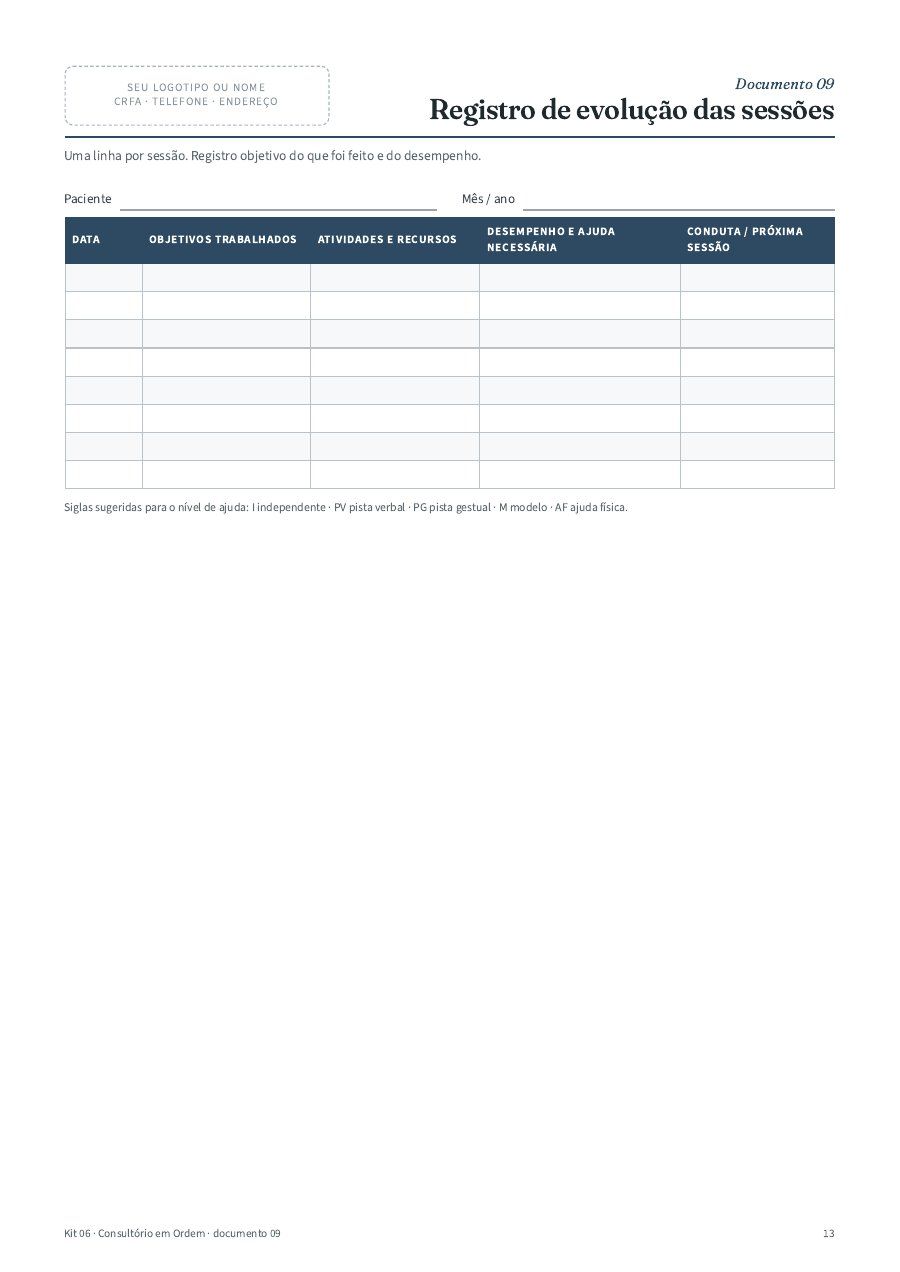 SEU LOGOTIPO OU NOME
CRFA · TELEFONE · ENDEREÇO
Documento 09
Registro de evolução das sessões
Uma linha por sessão. Registro objetivo do que foi feito e do desempenho.
Paciente
Mês / ano
DATA
OBJETIVOS TRABALHADOS
ATIVIDADES E RECURSOS
DESEMPENHO E AJUDA
NECESSÁRIA
CONDUTA / PRÓXIMA
SESSÃO
Siglas sugeridas para o nível de ajuda: I independente · PV pista verbal · PG pista gestual · M modelo · AF ajuda física.
Kit 06 · Consultório em Ordem · documento 09
13